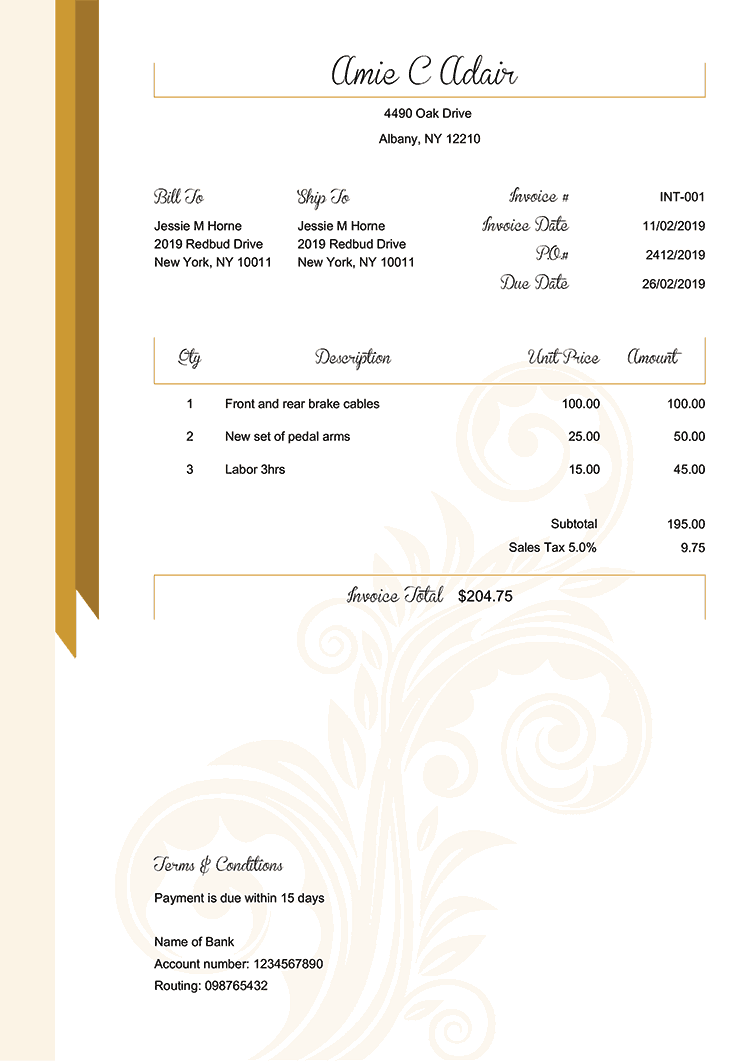 Amie C Adair
4490 Oak Drive
Albany, NY 12210
Bill To
Jessie M Horne
2019 Redbud Drive
New York, NY 10011
Ship To
Jessie M Horne
2019 Redbud Drive
New York, NY 10011
Invoice # INT-001
Invoice Date 11/02/2019
P.O.# 2412/2019
Due Date 26/02/2019
Qty Description Unit Price Amount
1 Front and rear brake cables 100.00 100.00
2 New set of pedal arms 25.00 50.00
3 Labor 3hrs 15.00 45.00
Subtotal 195.00
Sales Tax 5.0% 9.75
Invoice Total $204.75
Terms & Conditions
Payment is due within 15 days
Name of Bank
Account number: 1234567890
Routing: 098765432